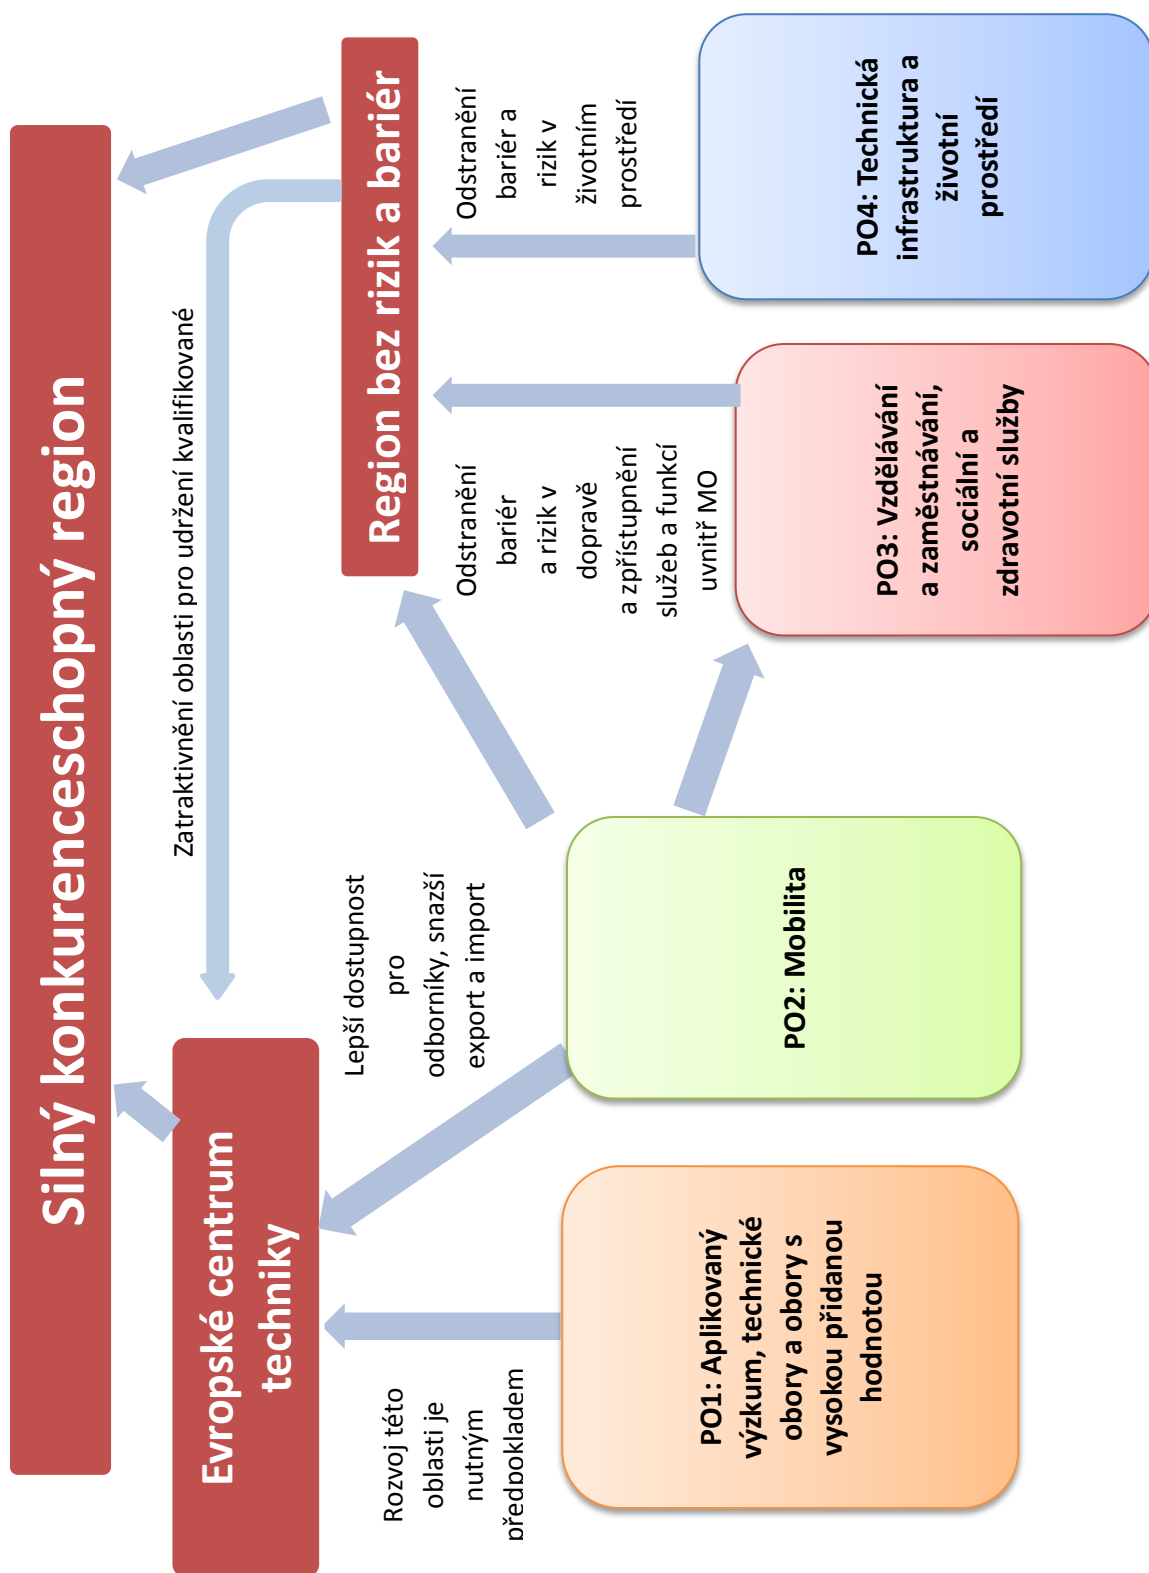 Silný konkurenceschopný region
Zatraktivnění oblasti pro udržení kvalifikované
Evropské centrum
techniky
Region bez rizik a bariér
Rozvoj této
oblasti je
nutným
předpokladem
Lepší dostupnost
pro
odborníky, snazší
export a import
Odstranění
bariér
a rizik v
dopravě
a zpřístupnění
služeb a funkcí
uvnitř MO
Odstranění
bariér a
rizik v
životním
prostředí
PO1: Aplikovaný
výzkum, technické
obory a obory s
vysokou přidanou
hodnotou
PO2: Mobilita
PO3: Vzdělávání
a zaměstnávání,
sociální a
zdravotní služby
PO4: Technická
infrastruktura a
životní
prostředí